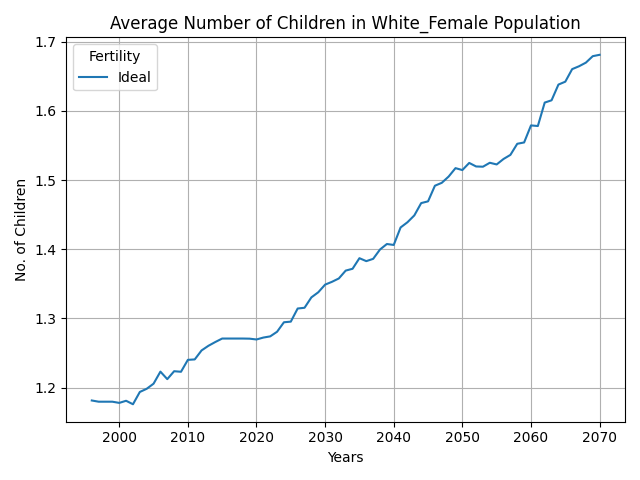 Average Number of Children in White_Female Population
Fertility
Ideal
No. of Children
1.7
1.6
1.5
1.4
1.3
1.2
2000 2010 2020 2030 2040 2050 2060 2070
Years